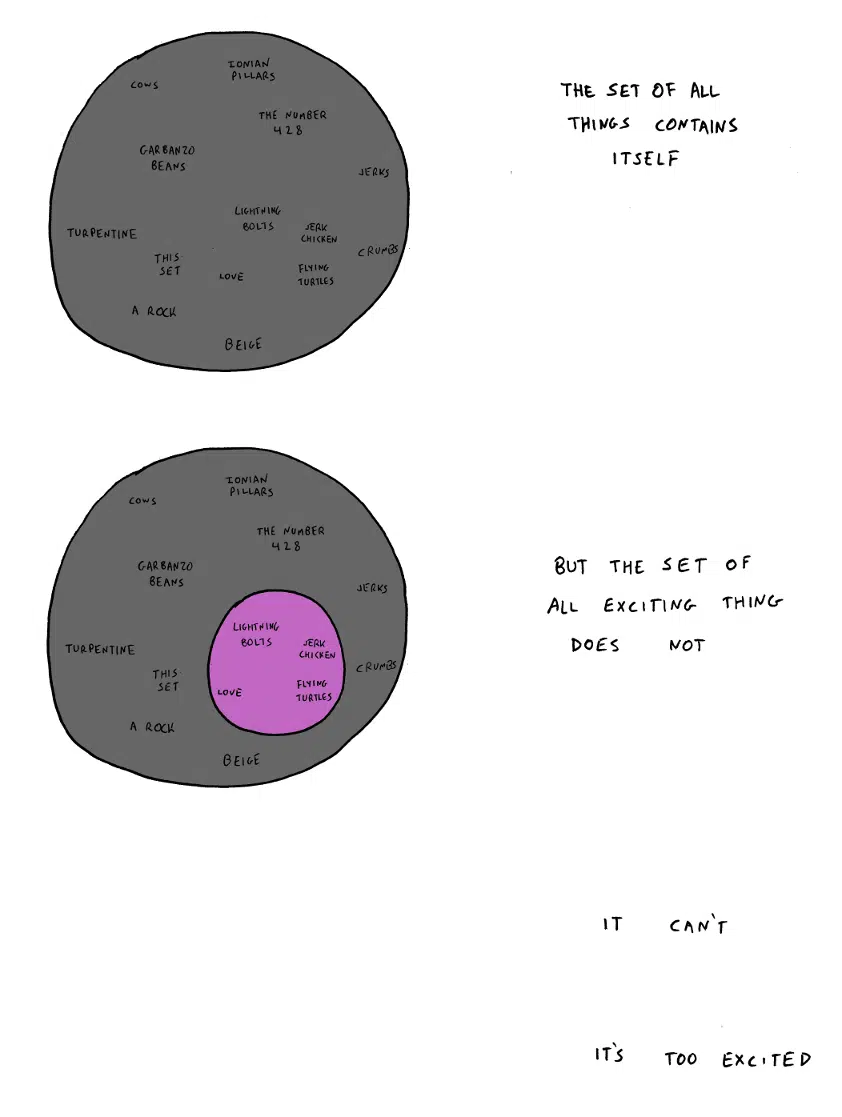 IONIAN
PILLARS
COWS
THE NUMBER
428
GARBANZO
BEANS
JERKS
LIGHTNING
BOLTS
JERK
CHICKEN
TURPENTINE
CRUMBS
THIS
SET
LOVE
FLYING
TURTLES
A ROCK
BEIGE
THE SET OF ALL
THINGS CONTAINS
ITSELF
IONIAN
PILLARS
COWS
THE NUMBER
428
GARBANZO
BEANS
JERKS
LIGHTNING
BOLTS
JERK
CHICKEN
TURPENTINE
CRUMBS
THIS
SET
LOVE
FLYING
TURTLES
A ROCK
BEIGE
BUT THE SET OF
ALL EXCITING THING
DOES NOT
IT CAN'T
IT'S TOO EXCITED